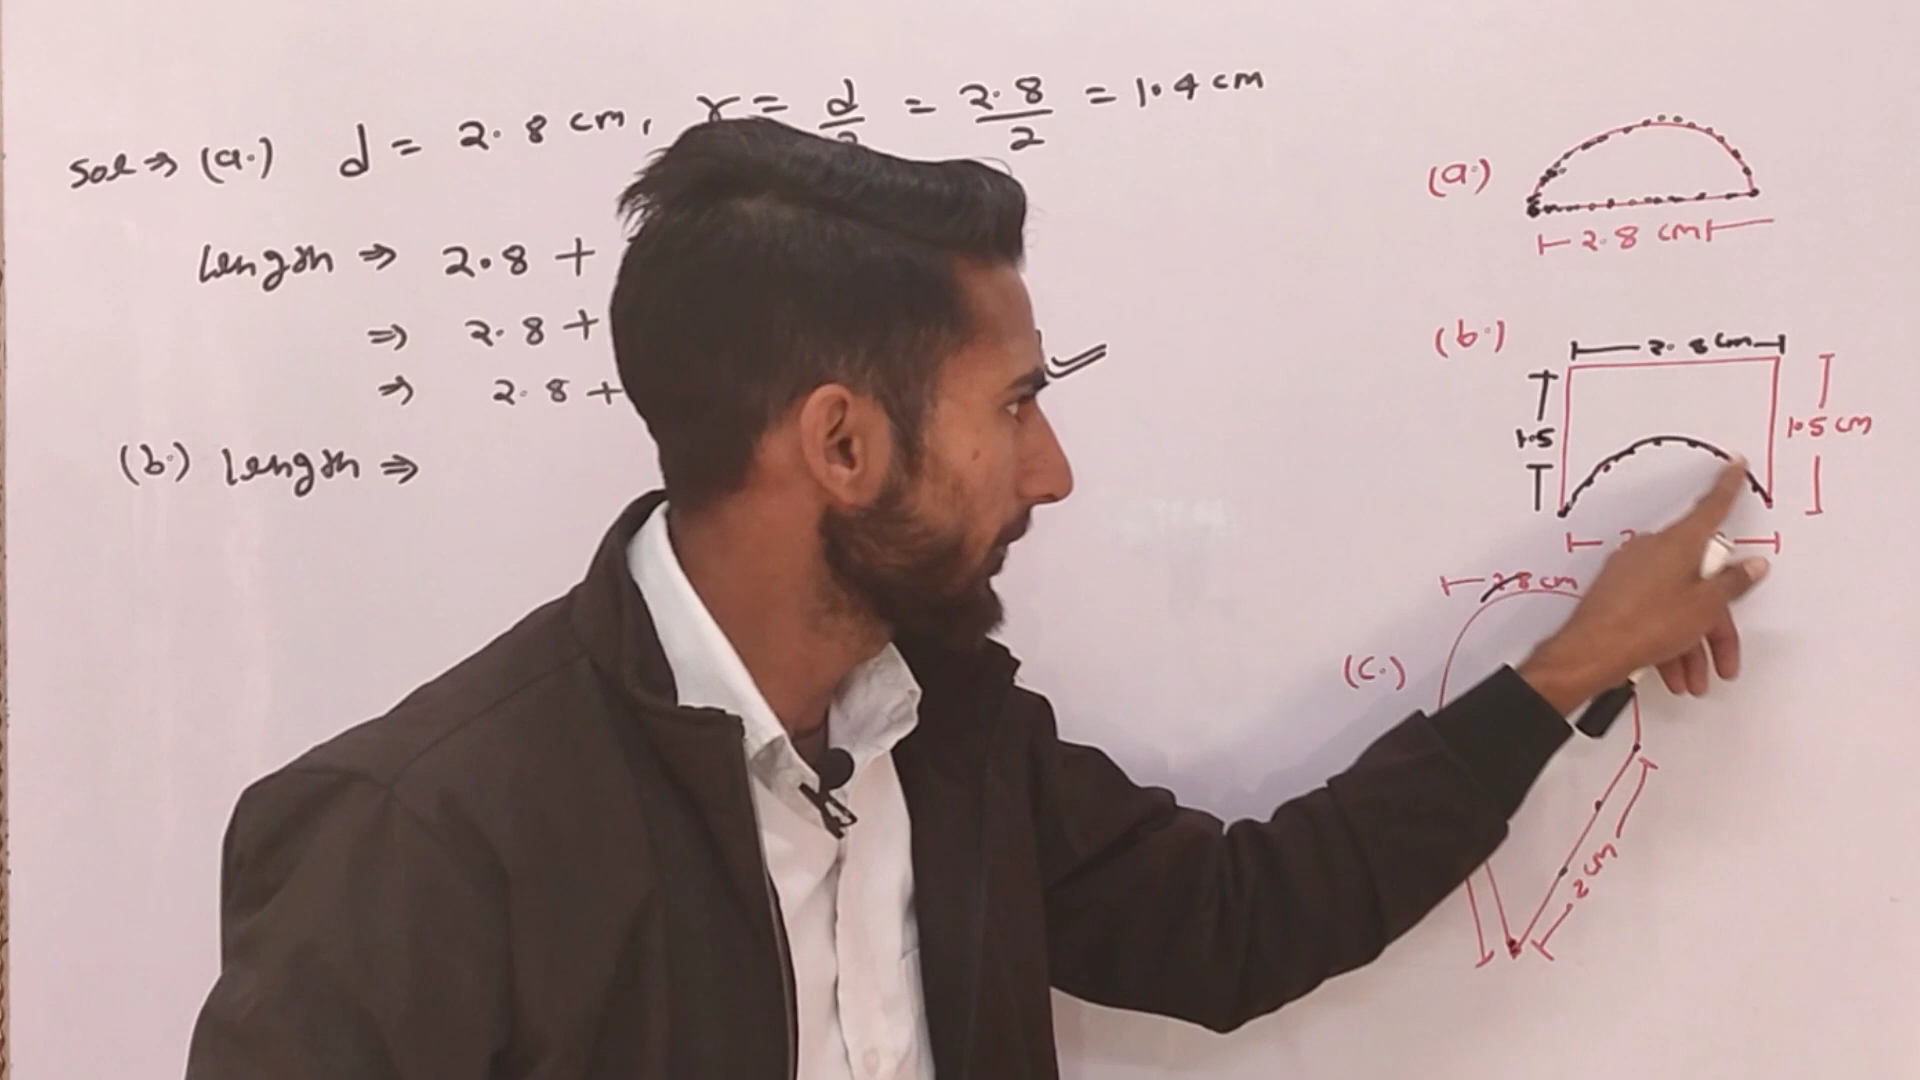 Sol ⇒ (a.) d = 2.8 cm, r = d/2 = 2.8/2 = 1.4 cm
Length ⇒ 2.8 +
⇒ 2.8 +
⇒ 2.8 +
(b.) Length ⇒
(a.)
2.8 cm
(b.)
2.8 cm
1.5
1.5 cm
2.8 cm
(c.)
2 cm